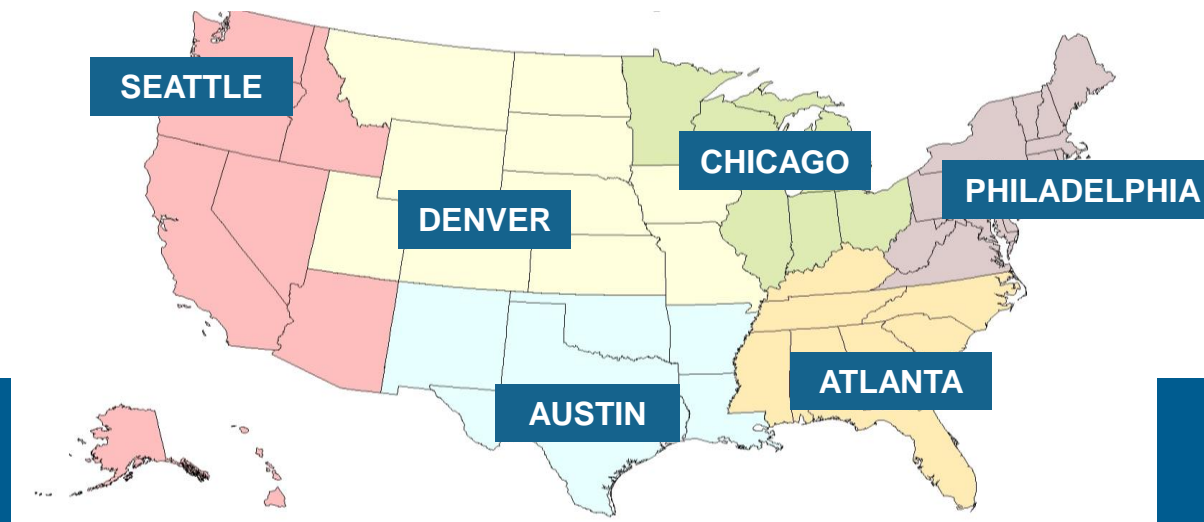 SEATTLE
CHICAGO
PHILADELPHIA
DENVER
ATLANTA
AUSTIN